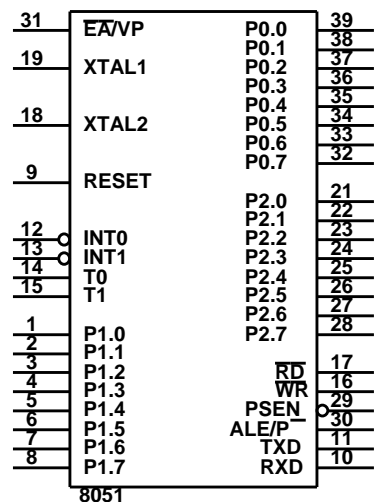 31 EA/VP P0.0 39
P0.1 38
19 XTAL1 P0.2 37
P0.3 36
P0.4 35
18 XTAL2 P0.5 34
P0.6 33
P0.7 32
9 RESET
P2.0 21
P2.1 22
12 INT0 P2.2 23
13 INT1 P2.3 24
14 T0 P2.4 25
15 T1 P2.5 26
P2.6 27
1 P1.0 P2.7 28
2 P1.1
3 P1.2 RD 17
4 P1.3 WR 16
5 P1.4 PSEN 29
6 P1.5 ALE/P 30
7 P1.6 TXD 11
8 P1.7 RXD 10
8051